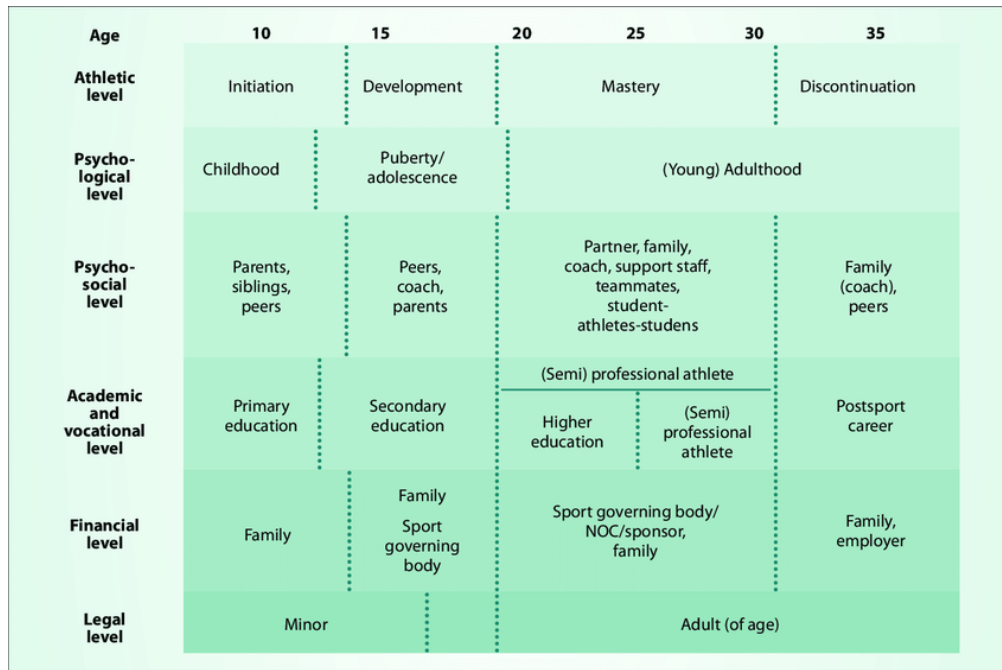 Age 10 15 20 25 30 35
Athletic
level
Initiation
Development
Mastery
Discontinuation
Psycho-
logical
level
Childhood
Puberty/
adolescence
(Young) Adulthood
Psycho-
social
level
Parents,
siblings,
peers
Peers,
coach,
parents
Partner, family,
coach, support staff,
teammates,
student-
athletes-studens
Family
(coach),
peers
Academic
and
vocational
level
Primary
education
Secondary
education
(Semi) professional athlete
Higher
education
(Semi)
professional
athlete
Postsport
career
Financial
level
Family
Family
Sport
governing
body
Sport governing body/
NOC/sponsor,
family
Family,
employer
Legal
level
Minor
Adult (of age)